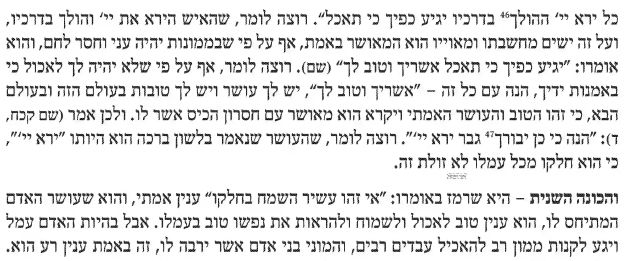 כל ירא יי׳ ההולך46 בדרכיו יגיע כפיך כי תאכל״. רוצה לומר, שהאיש הירא את יי׳ והולך בדרכיו,
ועל זה ישים מחשבתו ומאוייו הוא המאושר באמת, אף על פי שבממונות יהיה עני וחסר לחם, והוא
אומרו: ״יגיע כפיך כי תאכל אשריך וטוב לך״ (שם). רוצה לומר, אף על פי שלא יהיה לך לאכול כי
באמנות ידיך, הנה עם כל זה – ״אשריך וטוב לך״, יש לך עושר ויש לך טובות בעולם הזה ובעולם
הבא, כי זהו הטוב והעושר האמתי ויקרא הוא מאושר עם חסרון הכיס אשר לו. ולכן אמר (שם קכח,
ד): ״הנה כי כן יבורך47 גבר ירא יי׳״. רוצה לומר, שהעושר שנאמר בלשון ברכה הוא היותו ״ירא יי׳״,
כי הוא חלקו מכל עמלו לא זולת זה.
והכונה השנית – היא שרמז באומרו: ״אי זהו עשיר השמח בחלקו״ ענין אמתי, והוא שעושר האדם
המתיחס לו, הוא ענין טוב לאכול ולשמוח ולהראות את נפשו טוב בעמלו. אבל בהיות האדם עמל
ויגע לקנות ממון רב להאכיל עבדים רבים, והמוני בני אדם אשר ירבה לו, זה באמת ענין רע הוא.